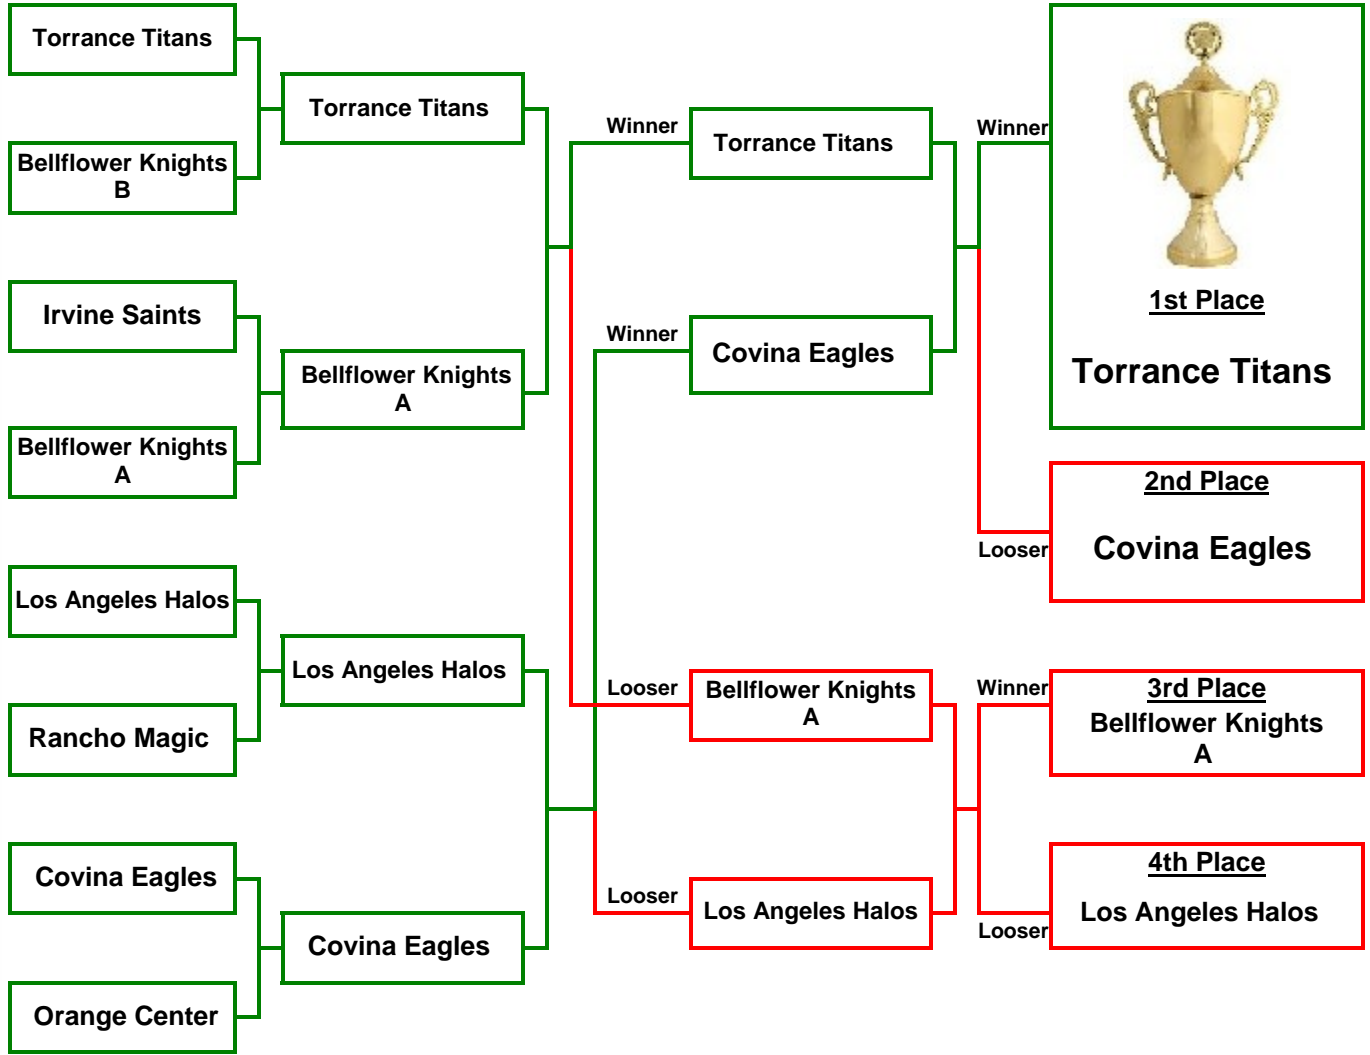 Torrance Titans
Bellflower Knights
B
Irvine Saints
Bellflower Knights
A
Los Angeles Halos
Rancho Magic
Covina Eagles
Orange Center
Torrance Titans
Bellflower Knights
A
Los Angeles Halos
Covina Eagles
Winner
Torrance Titans
Winner
Covina Eagles
Looser
Bellflower Knights
A
Looser
Los Angeles Halos
Winner
1st Place
Torrance Titans
Looser
2nd Place
Covina Eagles
Winner
3rd Place
Bellflower Knights
A
Looser
4th Place
Los Angeles Halos